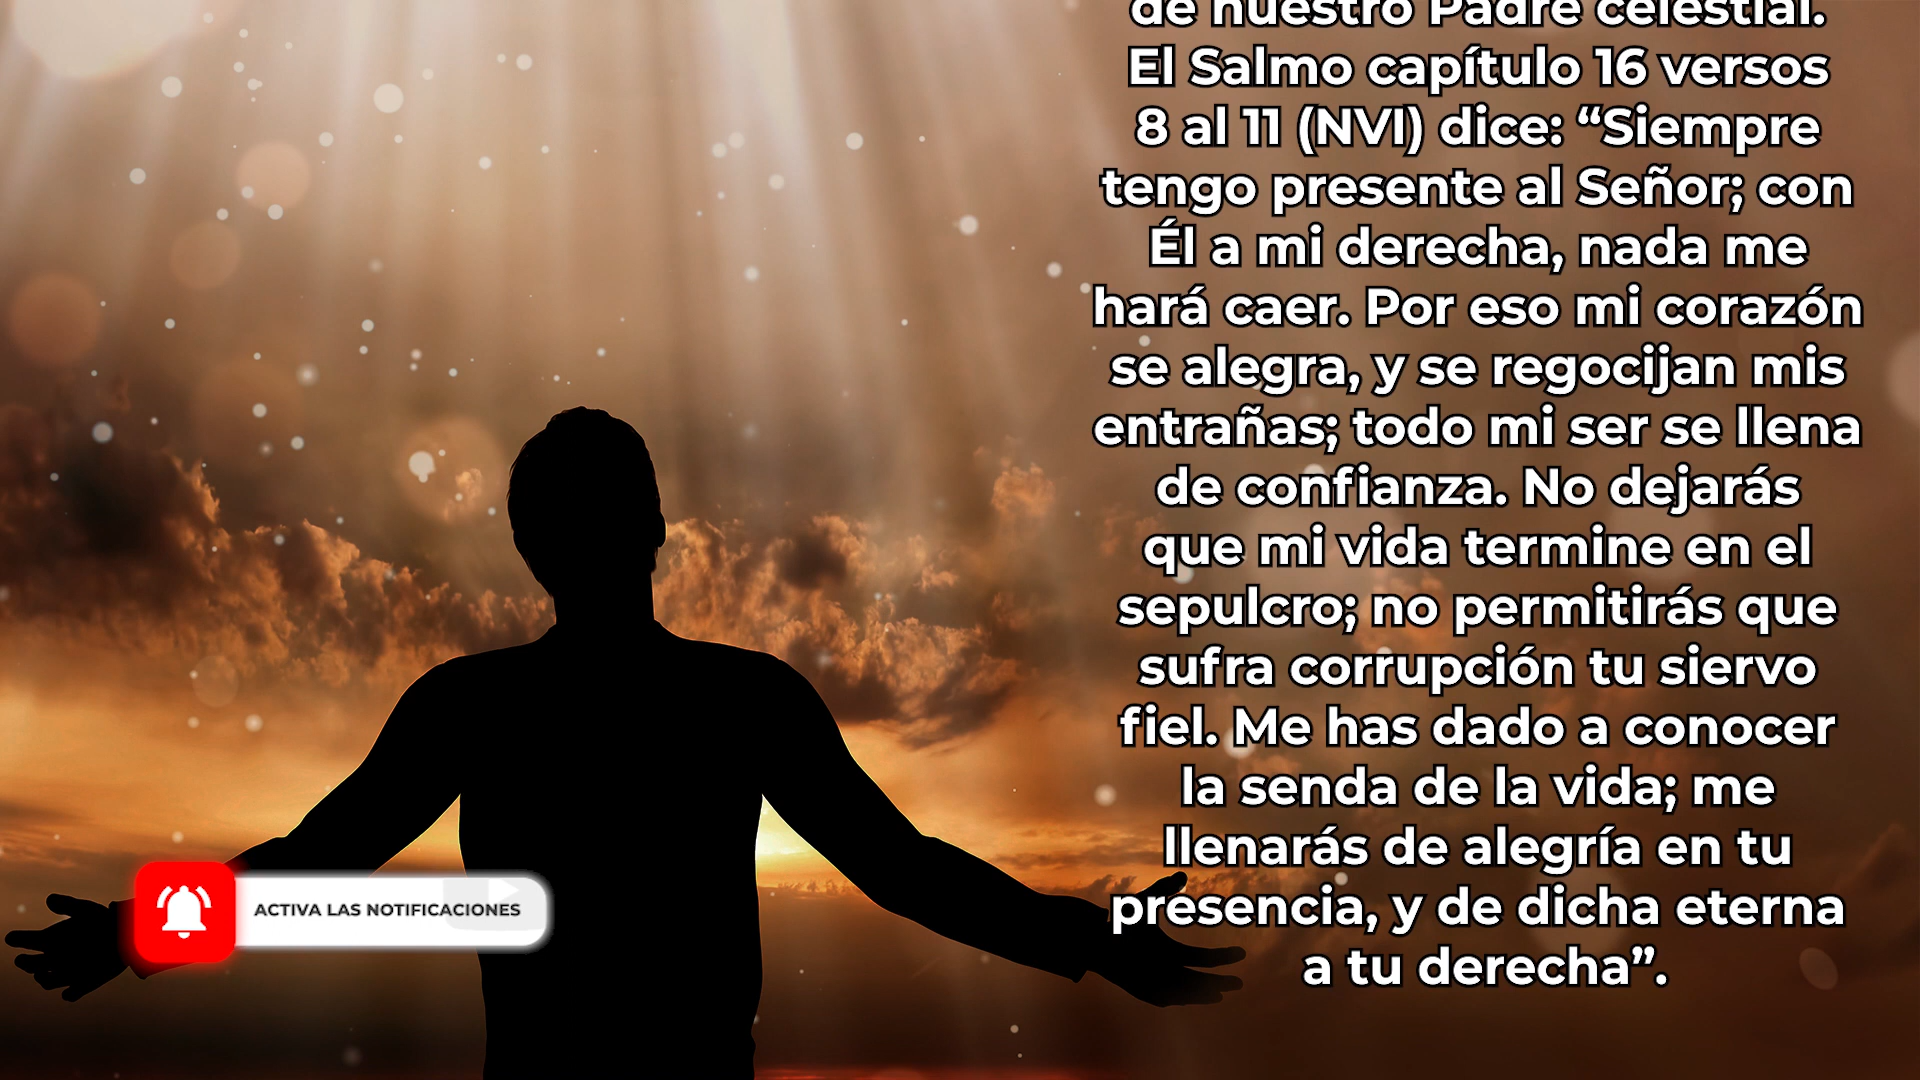 de nuestro Padre celestial.
El Salmo capítulo 16 versos
8 al 11 (NVI) dice: “Siempre
tengo presente al Señor; con
Él a mi derecha, nada me
hará caer. Por eso mi corazón
se alegra, y se regocijan mis
entrañas; todo mi ser se llena
de confianza. No dejarás
que mi vida termine en el
sepulcro; no permitirás que
sufra corrupción tu siervo
fiel. Me has dado a conocer
la senda de la vida; me
llenarás de alegría en tu
presencia, y de dicha eterna
a tu derecha”.
ACTIVA LAS NOTIFICACIONES